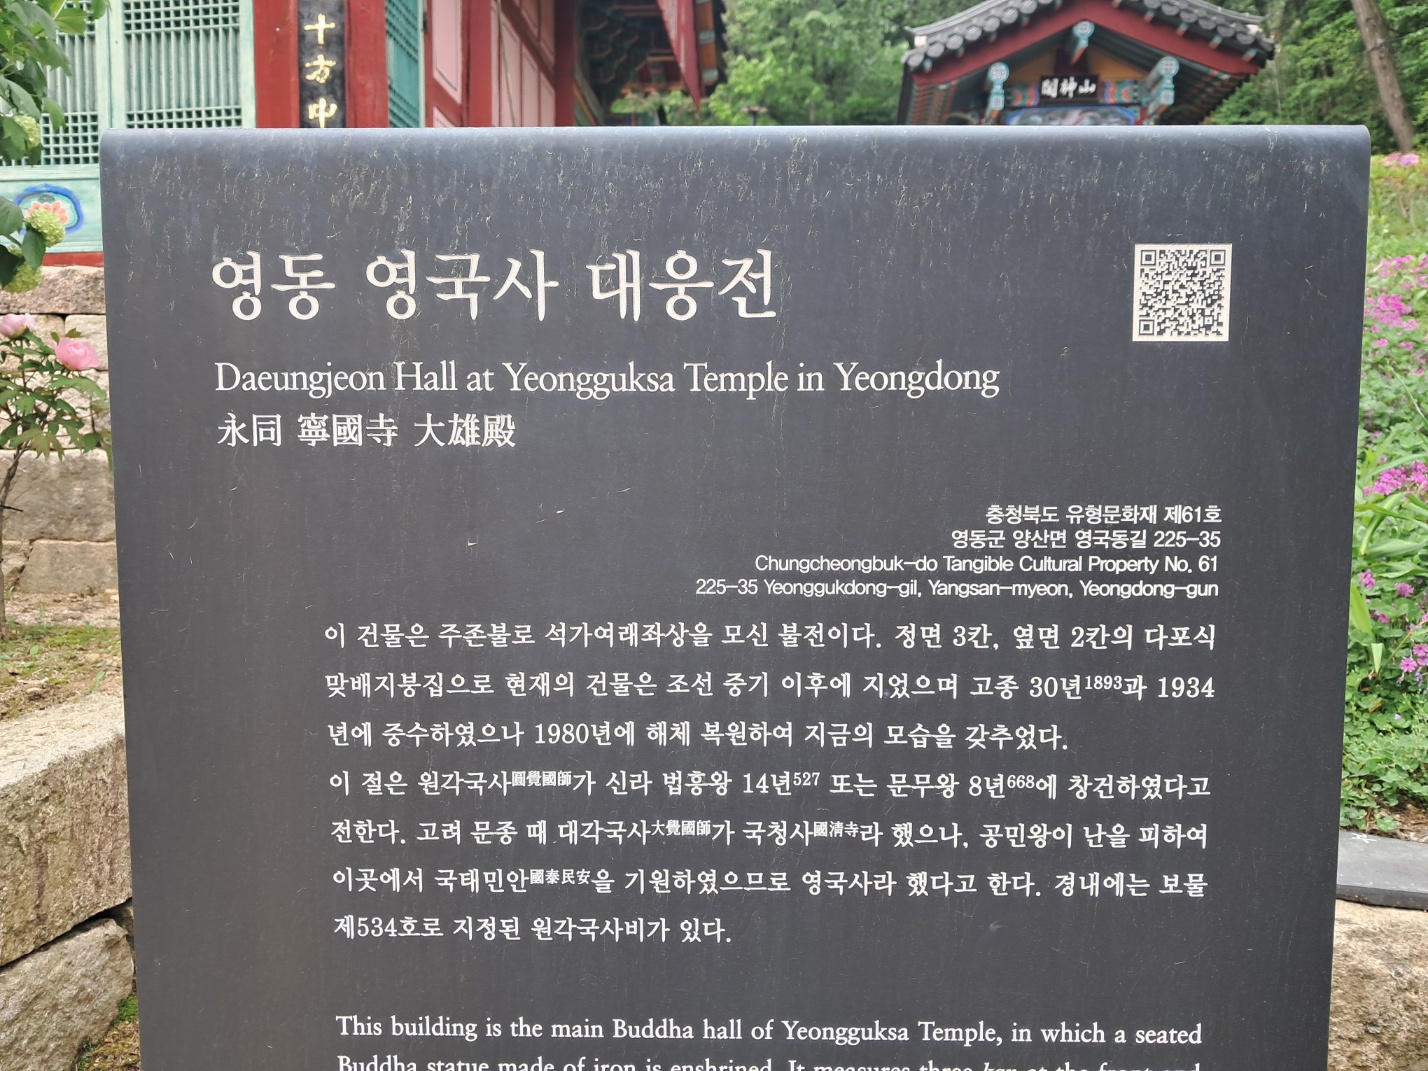 十方中
山神閣
영동 영국사 대웅전
Daeungjeon Hall at Yeongguksa Temple in Yeongdong
永同 寧國寺 大雄殿
충청북도 유형문화재 제61호
영동군 양산면 영국동길 225-35
Chungcheongbuk-do Tangible Cultural Property No. 61
225-35 Yeonggukdong-gil, Yangsan-myeon, Yeongdong-gun
이 건물은 주존불로 석가여래좌상을 모신 불전이다. 정면 3칸, 옆면 2칸의 다포식
맞배지붕집으로 현재의 건물은 조선 중기 이후에 지었으며 고종 30년1893과 1934
년에 중수하였으나 1980년에 해체 복원하여 지금의 모습을 갖추었다.
이 절은 원각국사圓覺國師가 신라 법흥왕 14년527 또는 문무왕 8년668에 창건하였다고
전한다. 고려 문종 때 대각국사大覺國師가 국청사國淸寺라 했으나, 공민왕이 난을 피하여
이곳에서 국태민안國泰民安을 기원하였으므로 영국사라 했다고 한다. 경내에는 보물
제534호로 지정된 원각국사비가 있다.
This building is the main Buddha hall of Yeongguksa Temple, in which a seated
Buddha statue made of iron is enshrined. It measures three kan at the front and